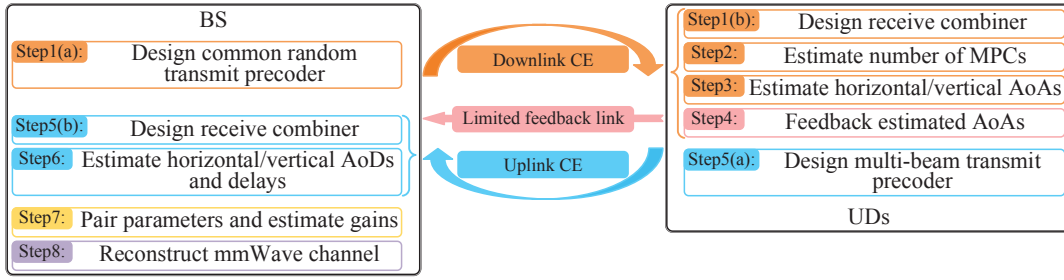 BS
Step1(a): Design common random
transmit precoder
Step5(b): Design receive combiner
Step6: Estimate horizontal/vertical AoDs
and delays
Step7: Pair parameters and estimate gains
Step8: Reconstruct mmWave channel
Downlink CE
Limited feedback link
Uplink CE
Step1(b): Design receive combiner
Step2: Estimate number of MPCs
Step3: Estimate horizontal/vertical AoAs
Step4: Feedback estimated AoAs
Step5(a): Design multi-beam transmit
precoder
UDs